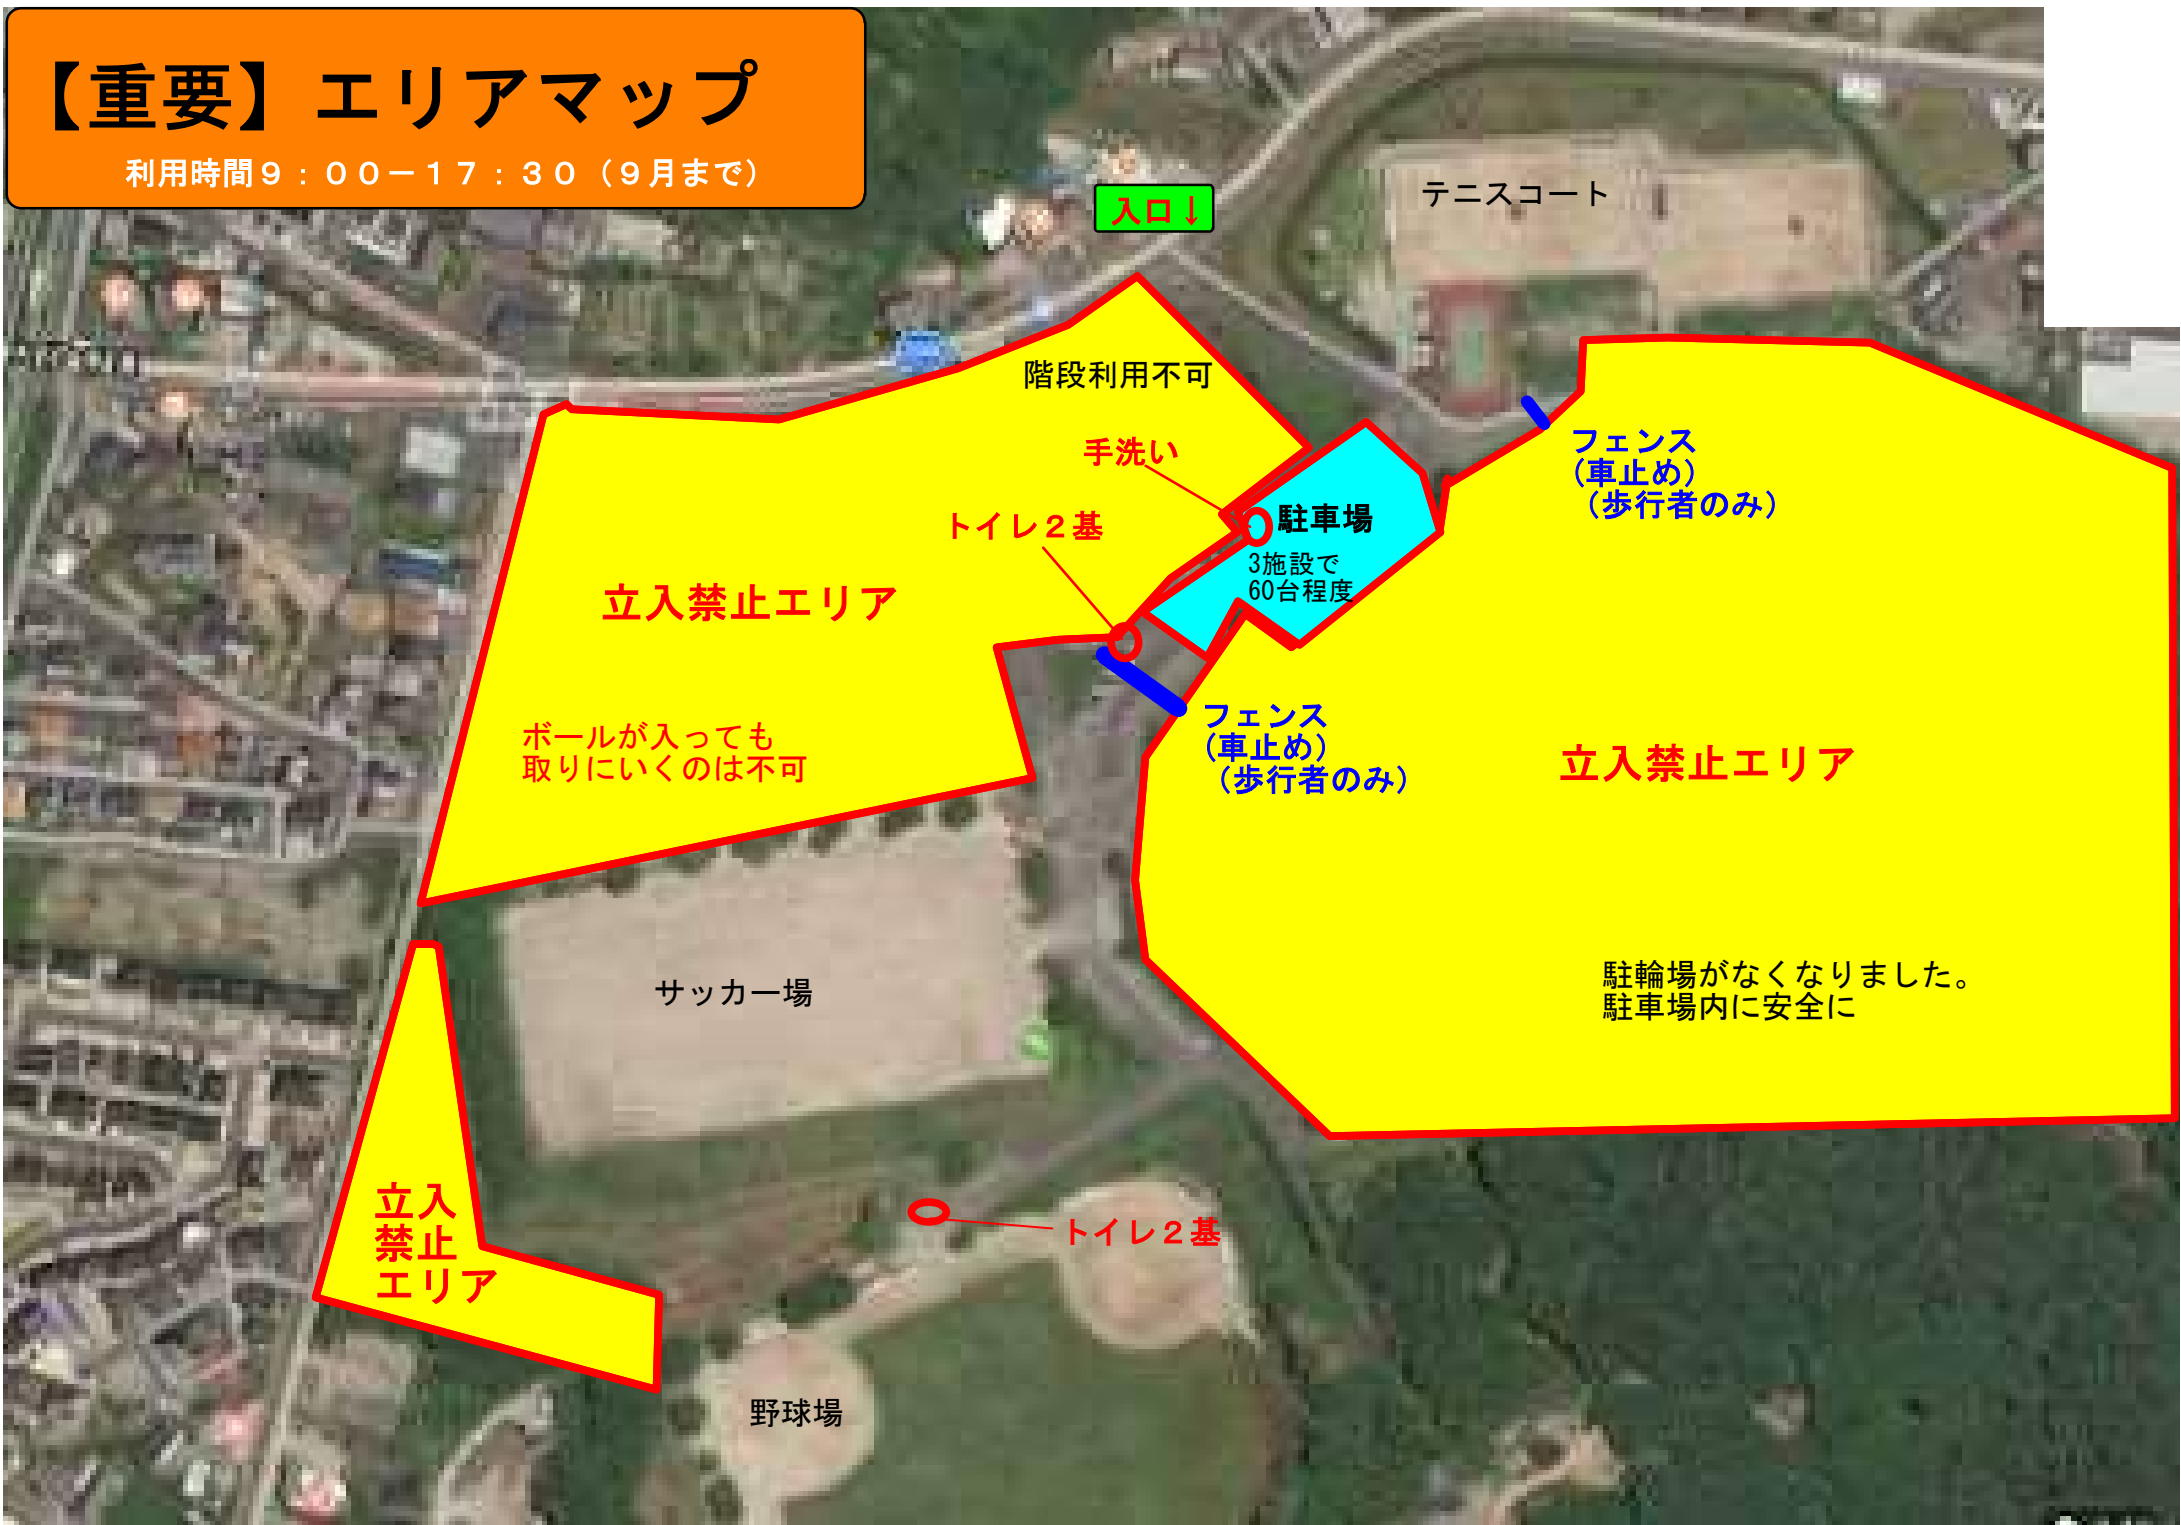 【重要】エリアマップ
利用時間９：００－１７：３０（９月まで）
入口↓
テニスコート
階段利用不可
手洗い
フェンス
（車止め）
（歩行者のみ）
トイレ２基
駐車場
3施設で
60台程度
立入禁止エリア
ボールが入っても
取りにいくのは不可
フェンス
（車止め）
（歩行者のみ）
立入禁止エリア
サッカー場
駐輪場がなくなりました。
駐車場内に安全に
立入
禁止
エリア
トイレ２基
野球場